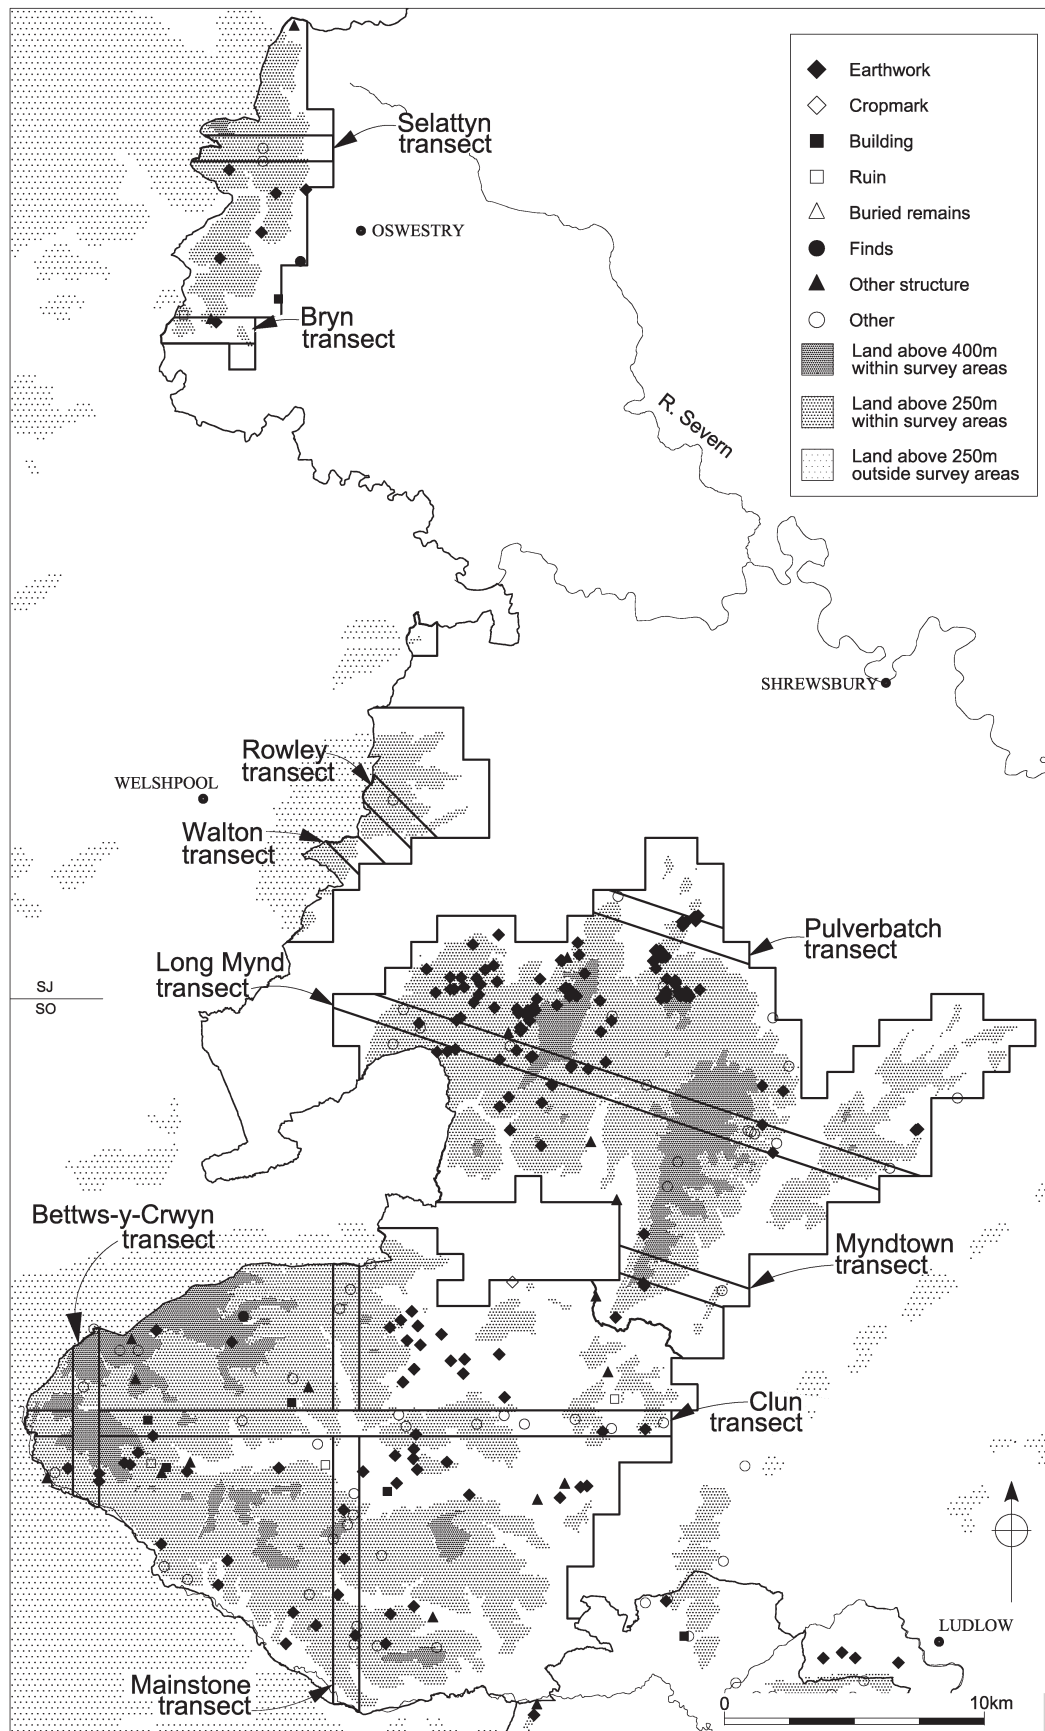 Earthwork
Cropmark
Building
Ruin
Buried remains
Finds
Other structure
Other
Land above 400m
within survey areas
Land above 250m
within survey areas
Land above 250m
outside survey areas
Selattyn
transect
OSWESTRY
Bryn
transect
R. Severn
SHREWSBURY
Rowley
transect
WELSHPOOL
Walton
transect
Pulverbatch
transect
Long Mynd
transect
SJ
SO
Bettws-y-Crwyn
transect
Myndtown
transect
Clun
transect
LUDLOW
Mainstone
transect
0 10km